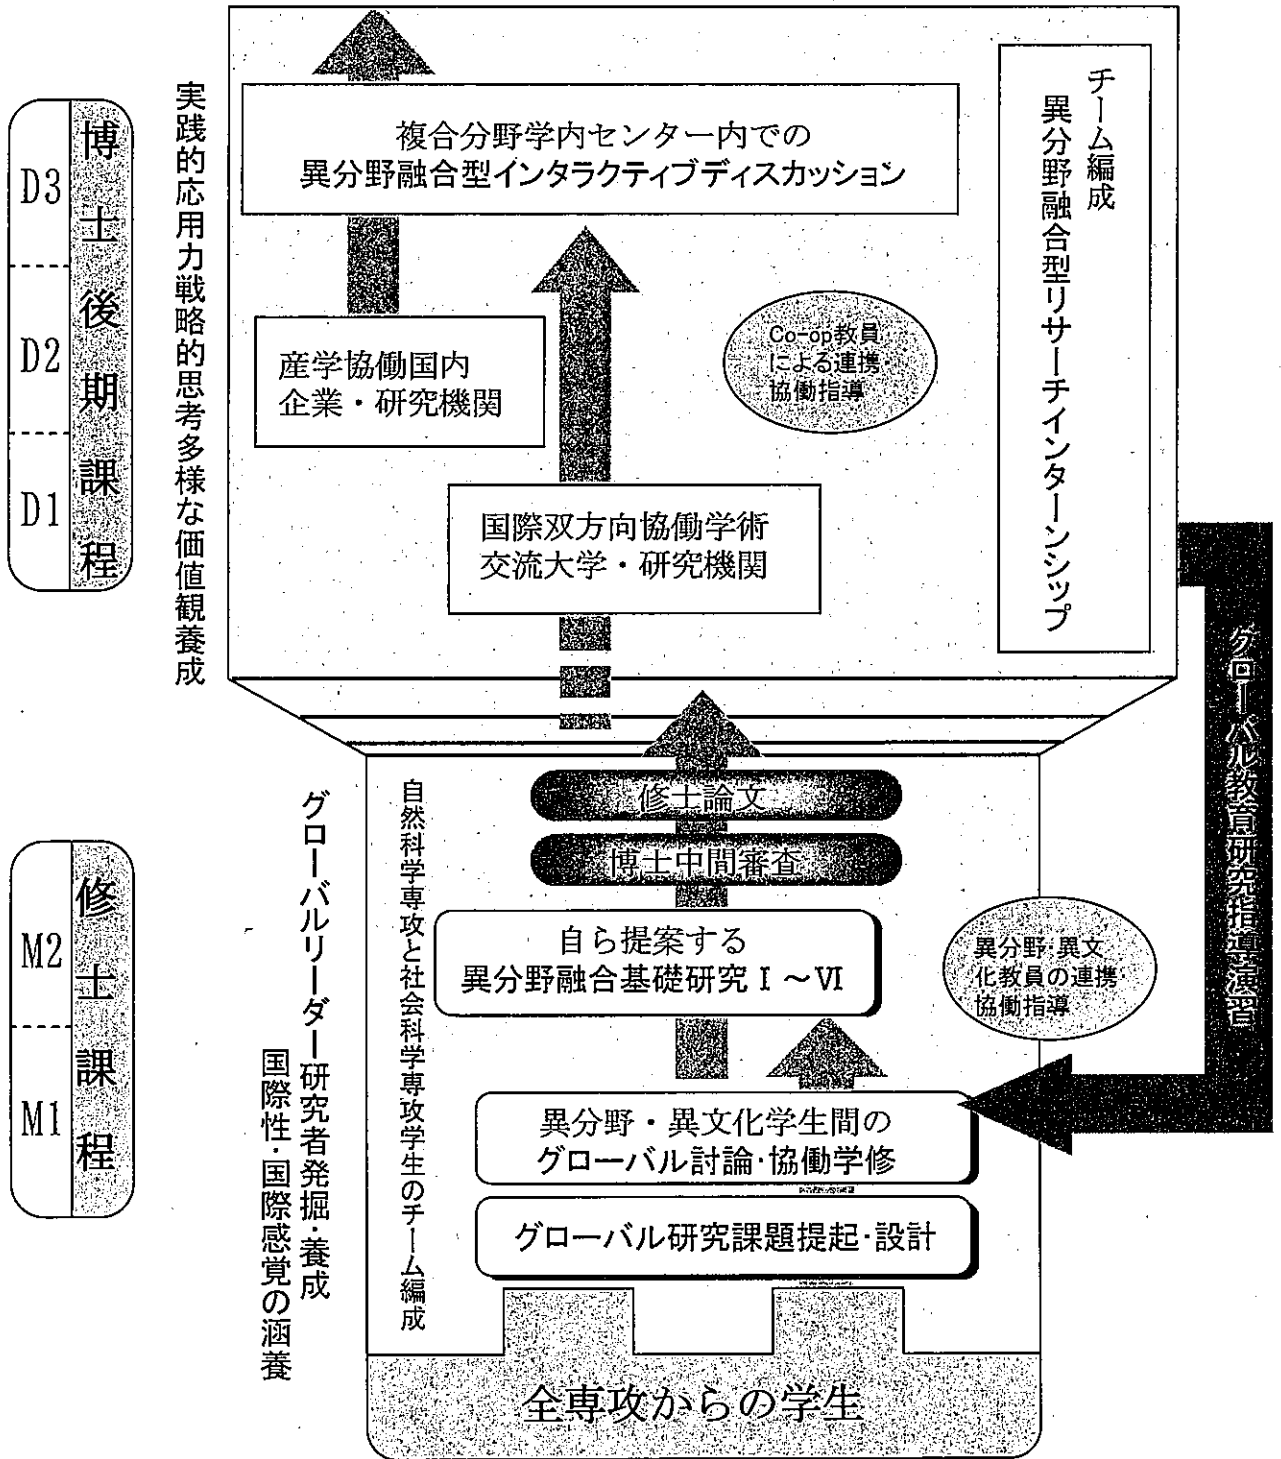 博士後期課程
D3
D2
D1
実践的応用力戦略的思考多様な価値観養成
複合分野学内センター内での
異分野融合型インタラクティブディスカッション
チーム編成
異分野融合型リサーチインターンシップ
産学協働国内
企業・研究機関
Co-op教員
による連携・
協働指導
国際双方向協働学術
交流大学・研究機関
グローバル教育研究指導演習
修士課程
M2
M1
グローバルリーダー研究者発掘・養成
国際性・国際感覚の涵養
自然科学専攻と社会科学専攻学生のチーム編成
修士論文
博士中間審査
自ら提案する
異分野融合基礎研究Ⅰ～Ⅵ
異分野・異文
化教員の連携・
協働指導
異分野・異文化学生間の
グローバル討論・協働学修
グローバル研究課題提起・設計
全専攻からの学生